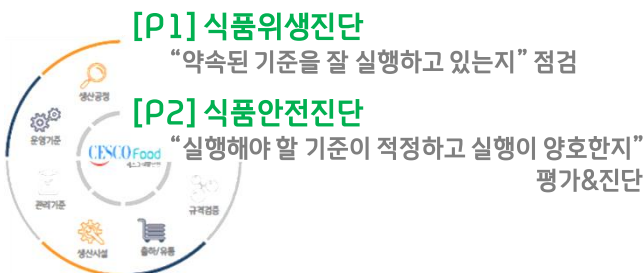 [P1] 식품위생진단
“약속된 기준을 잘 실행하고 있는지” 점검
[P2] 식품안전진단
“실행해야 할 기준이 적정하고 실행이 양호한지”
평가&진단
생산공정
운영기준
CESCO Food
관리기준
규격검증
생산시설
출하/유통